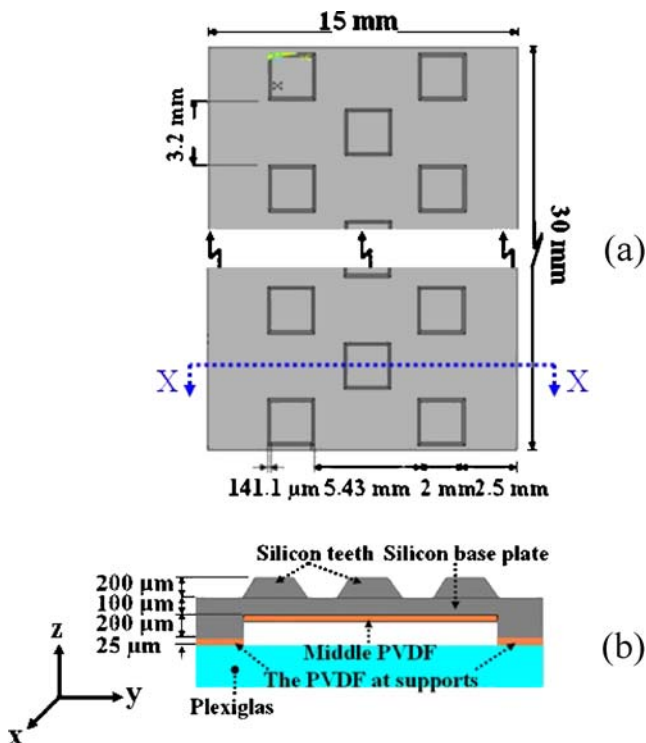 15 mm
3.2 mm
30 mm
(a)
X X
141.1 µm 5.43 mm 2 mm 2.5 mm
Silicon teeth Silicon base plate
200 µm
100 µm
200 µm
25 µm
(b)
Middle PVDF
The PVDF at supports
Plexiglas
z
y
x